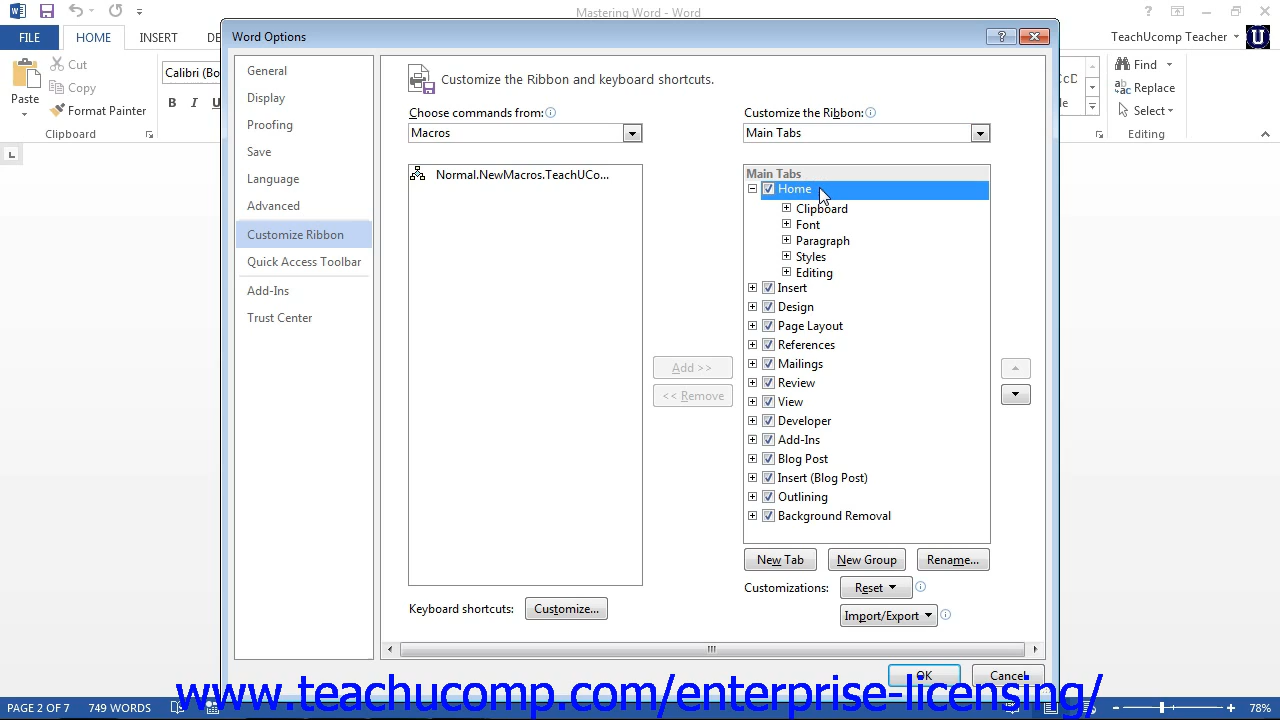 Mastering Word - Word
FILE HOME INSERT DE
TeachUcomp Teacher
Paste
Cut
Copy
Format Painter
Clipboard
Calibri (Bo
B I U
Find
Replace
Select
Editing
Word Options
General
Display
Proofing
Save
Language
Advanced
Customize Ribbon
Quick Access Toolbar
Add-Ins
Trust Center
Customize the Ribbon and keyboard shortcuts.
Choose commands from:
Macros
Normal.NewMacros.TeachUCo...
Add >>
<< Remove
Keyboard shortcuts: Customize...
Customize the Ribbon:
Main Tabs
Main Tabs
Home
Clipboard
Font
Paragraph
Styles
Editing
Insert
Design
Page Layout
References
Mailings
Review
View
Developer
Add-Ins
Blog Post
Insert (Blog Post)
Outlining
Background Removal
New Tab New Group Rename...
Customizations: Reset
Import/Export
OK Cancel
www.teachucomp.com/enterprise-licensing/
PAGE 2 OF 7 749 WORDS 78%